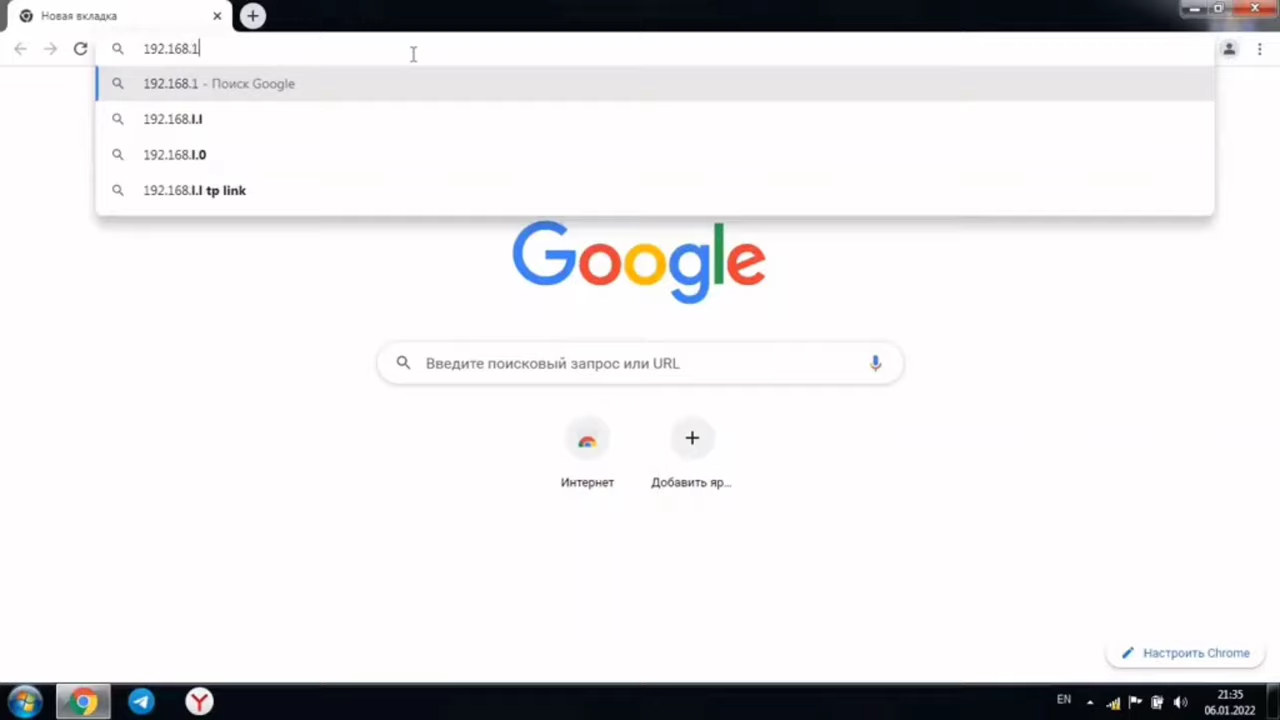 Новая вкладка
192.168.1
192.168.1 - Поиск Google
192.168.l.l
192.168.l.0
192.168.l.l tp link
Google
Введите поисковый запрос или URL
Интернет
Добавить яр...
Настроить Chrome
EN
21:35
06.01.2022